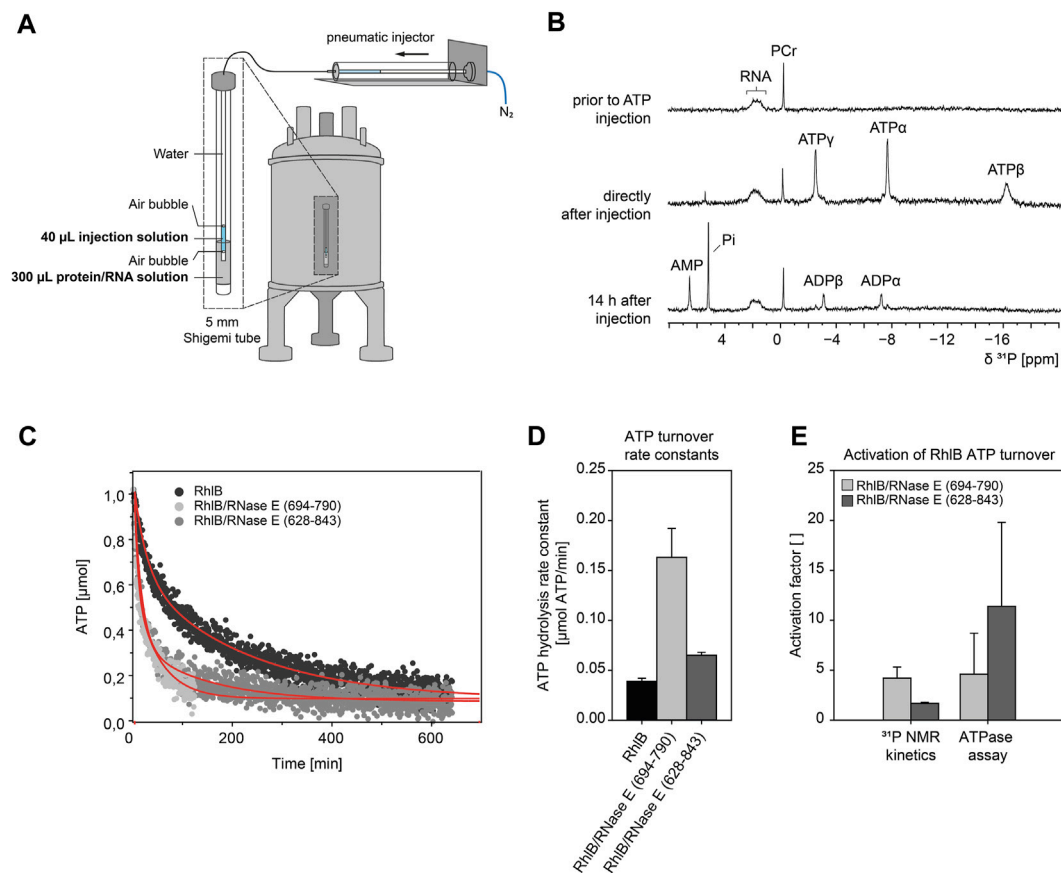 A
pneumatic injector
N₂
Water
Air bubble
40 µL injection solution
Air bubble
300 µL protein/RNA solution
5 mm
Shigemi tube
B
PCr
RNA
prior to ATP
injection
ATPγ
ATPα
ATPβ
directly
after injection
Pi
AMP
ADPβ
ADPα
14 h after
injection
4 0 −4 −8 −12 −16
δ ³¹P [ppm]
C
RhlB
RhlB/RNase E (694-790)
RhlB/RNase E (628-843)
1,0
0,8
0,6
0,4
0,2
0,0
ATP [µmol]
0 200 400 600
Time [min]
D
ATP turnover
rate constants
0.25
0.20
0.15
0.10
0.05
0.00
ATP hydrolysis rate constant
[µmol ATP/min]
RhlB
RhlB/RNase E (694-790)
RhlB/RNase E (628-843)
E
Activation of RhlB ATP turnover
RhlB/RNase E (694-790)
RhlB/RNase E (628-843)
25
20
15
10
5
0
Activation factor [ ]
³¹P NMR
kinetics
ATPase
assay